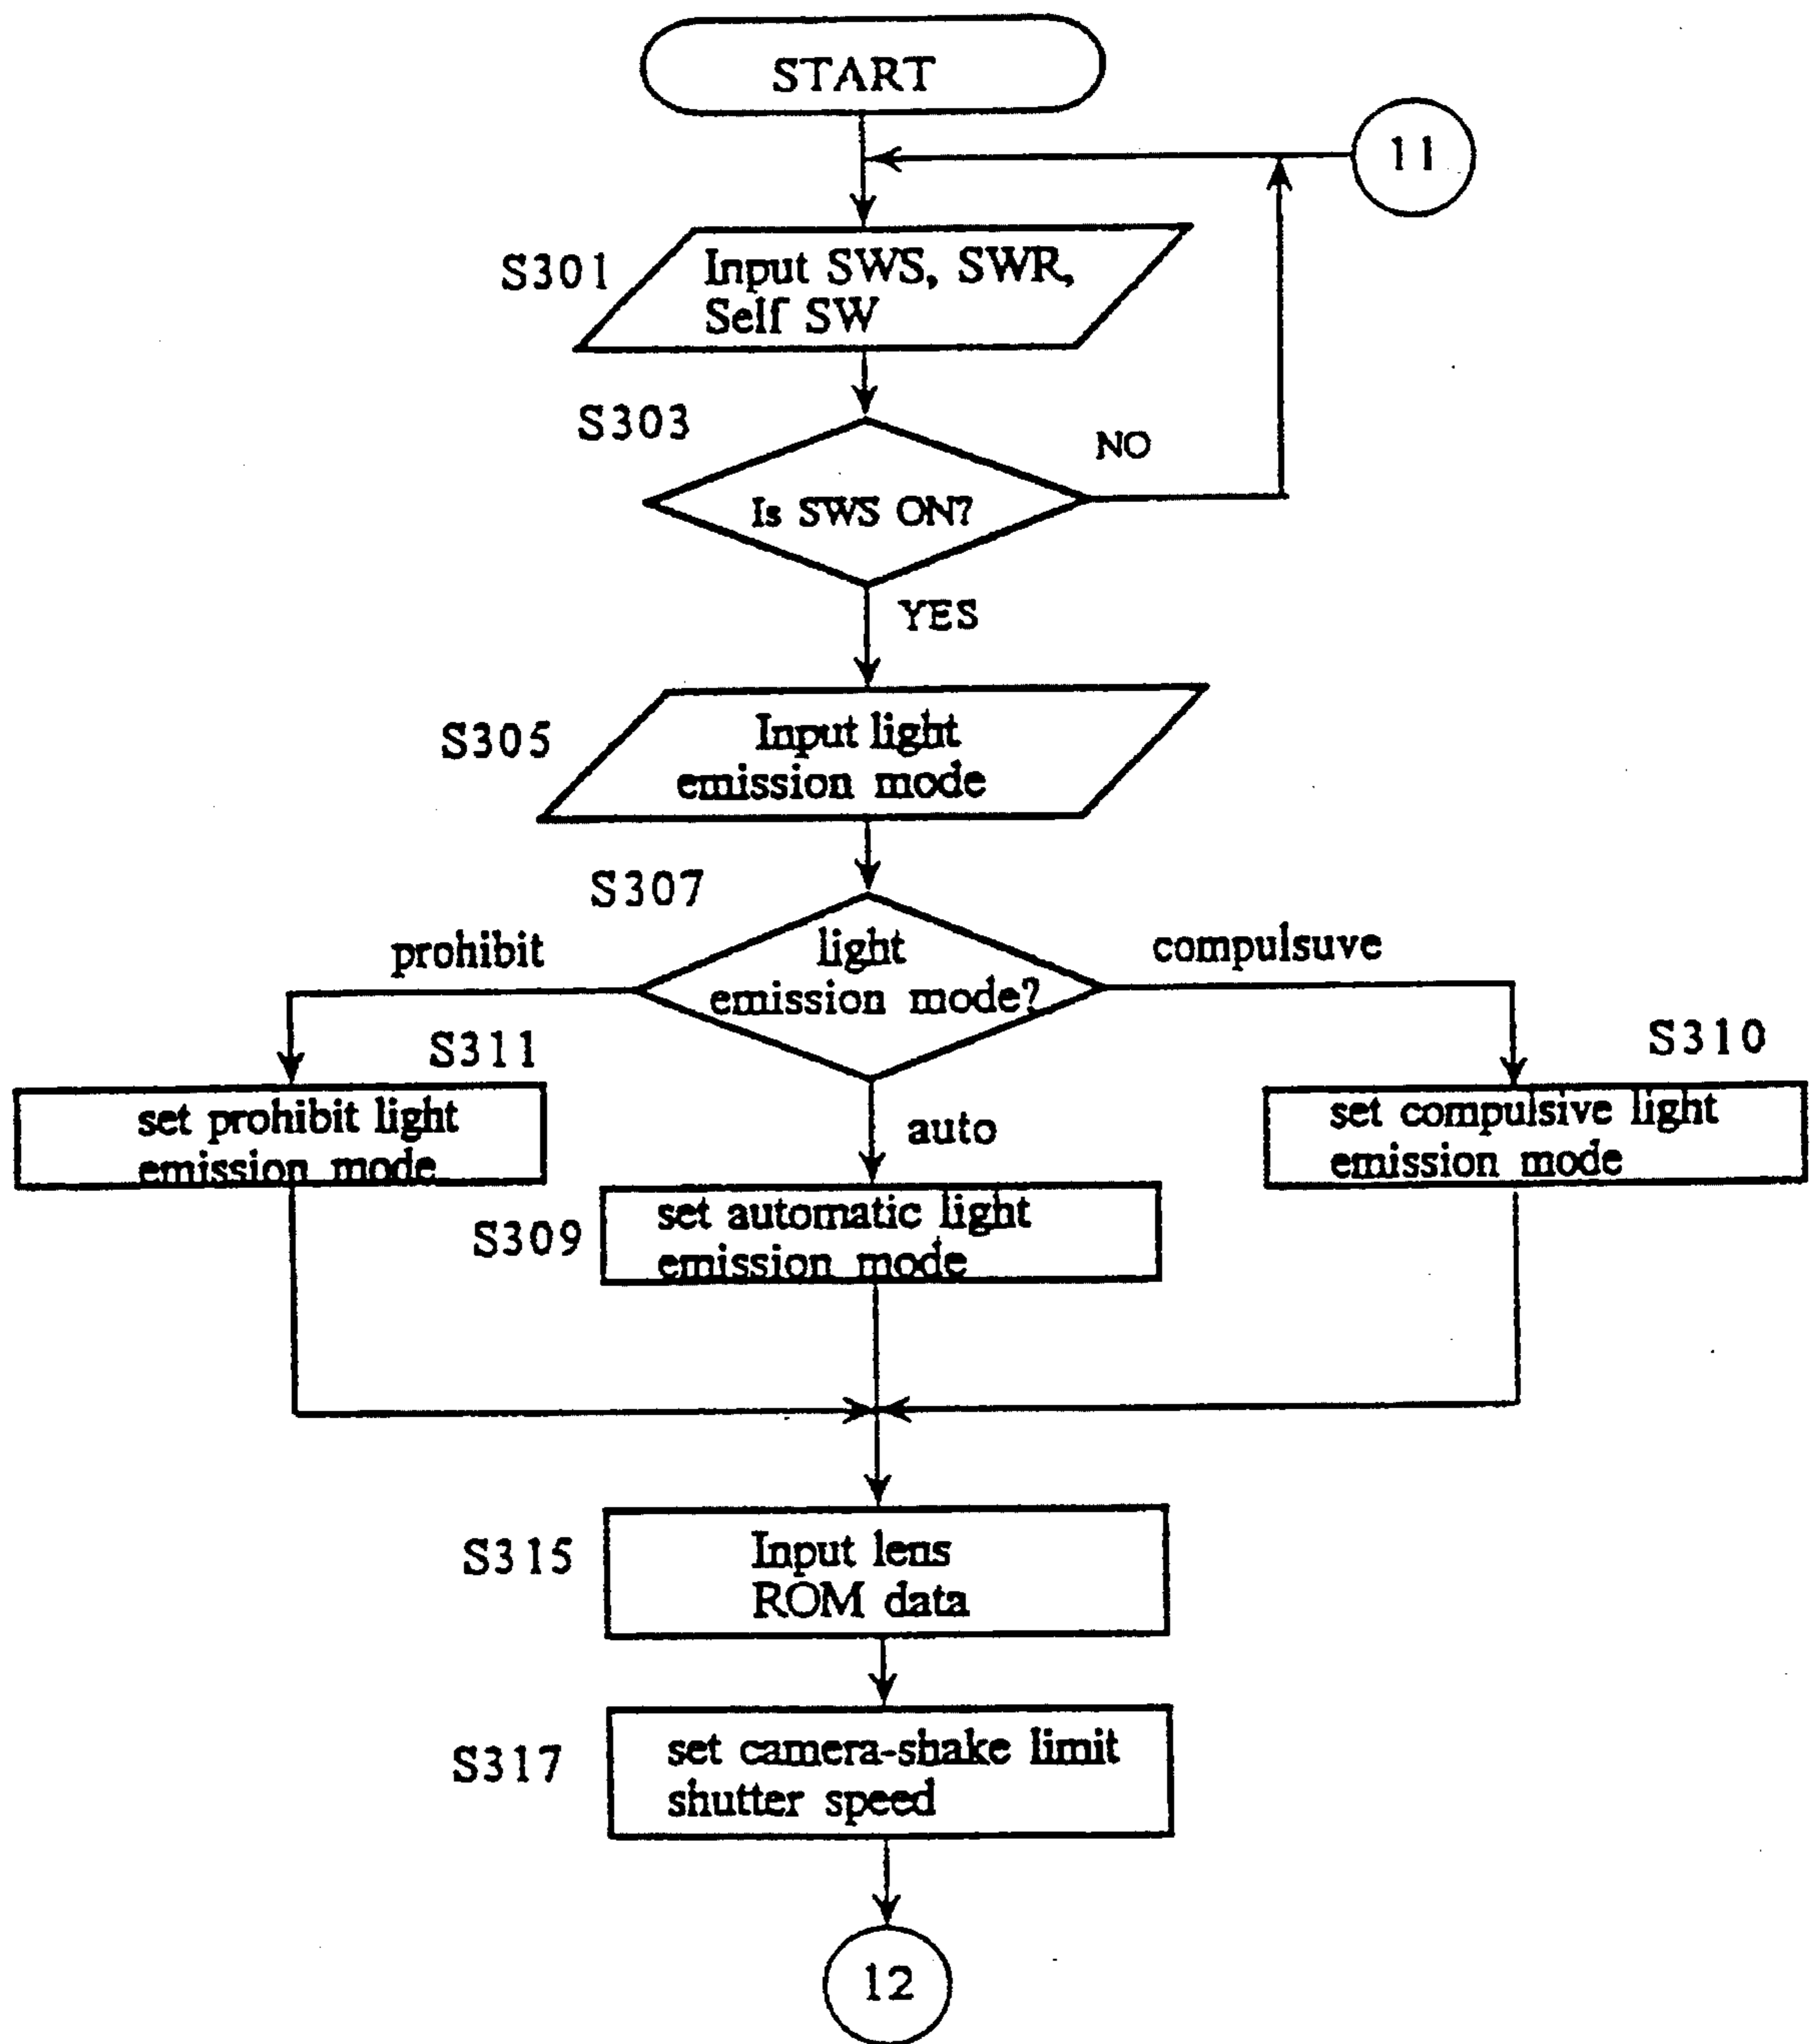 START
11
S301
Input SWS, SWR,
Self SW
S303
NO
Is SWS ON?
YES
S305
Input light
emission mode
S307
prohibit
light
emission mode?
compulsuve
S311
S310
set prohibit light
emission mode
auto
set compulsive light
emission mode
S309
set automatic light
emission mode
S315
Input lens
ROM data
S317
set camera-shake limit
shutter speed
12